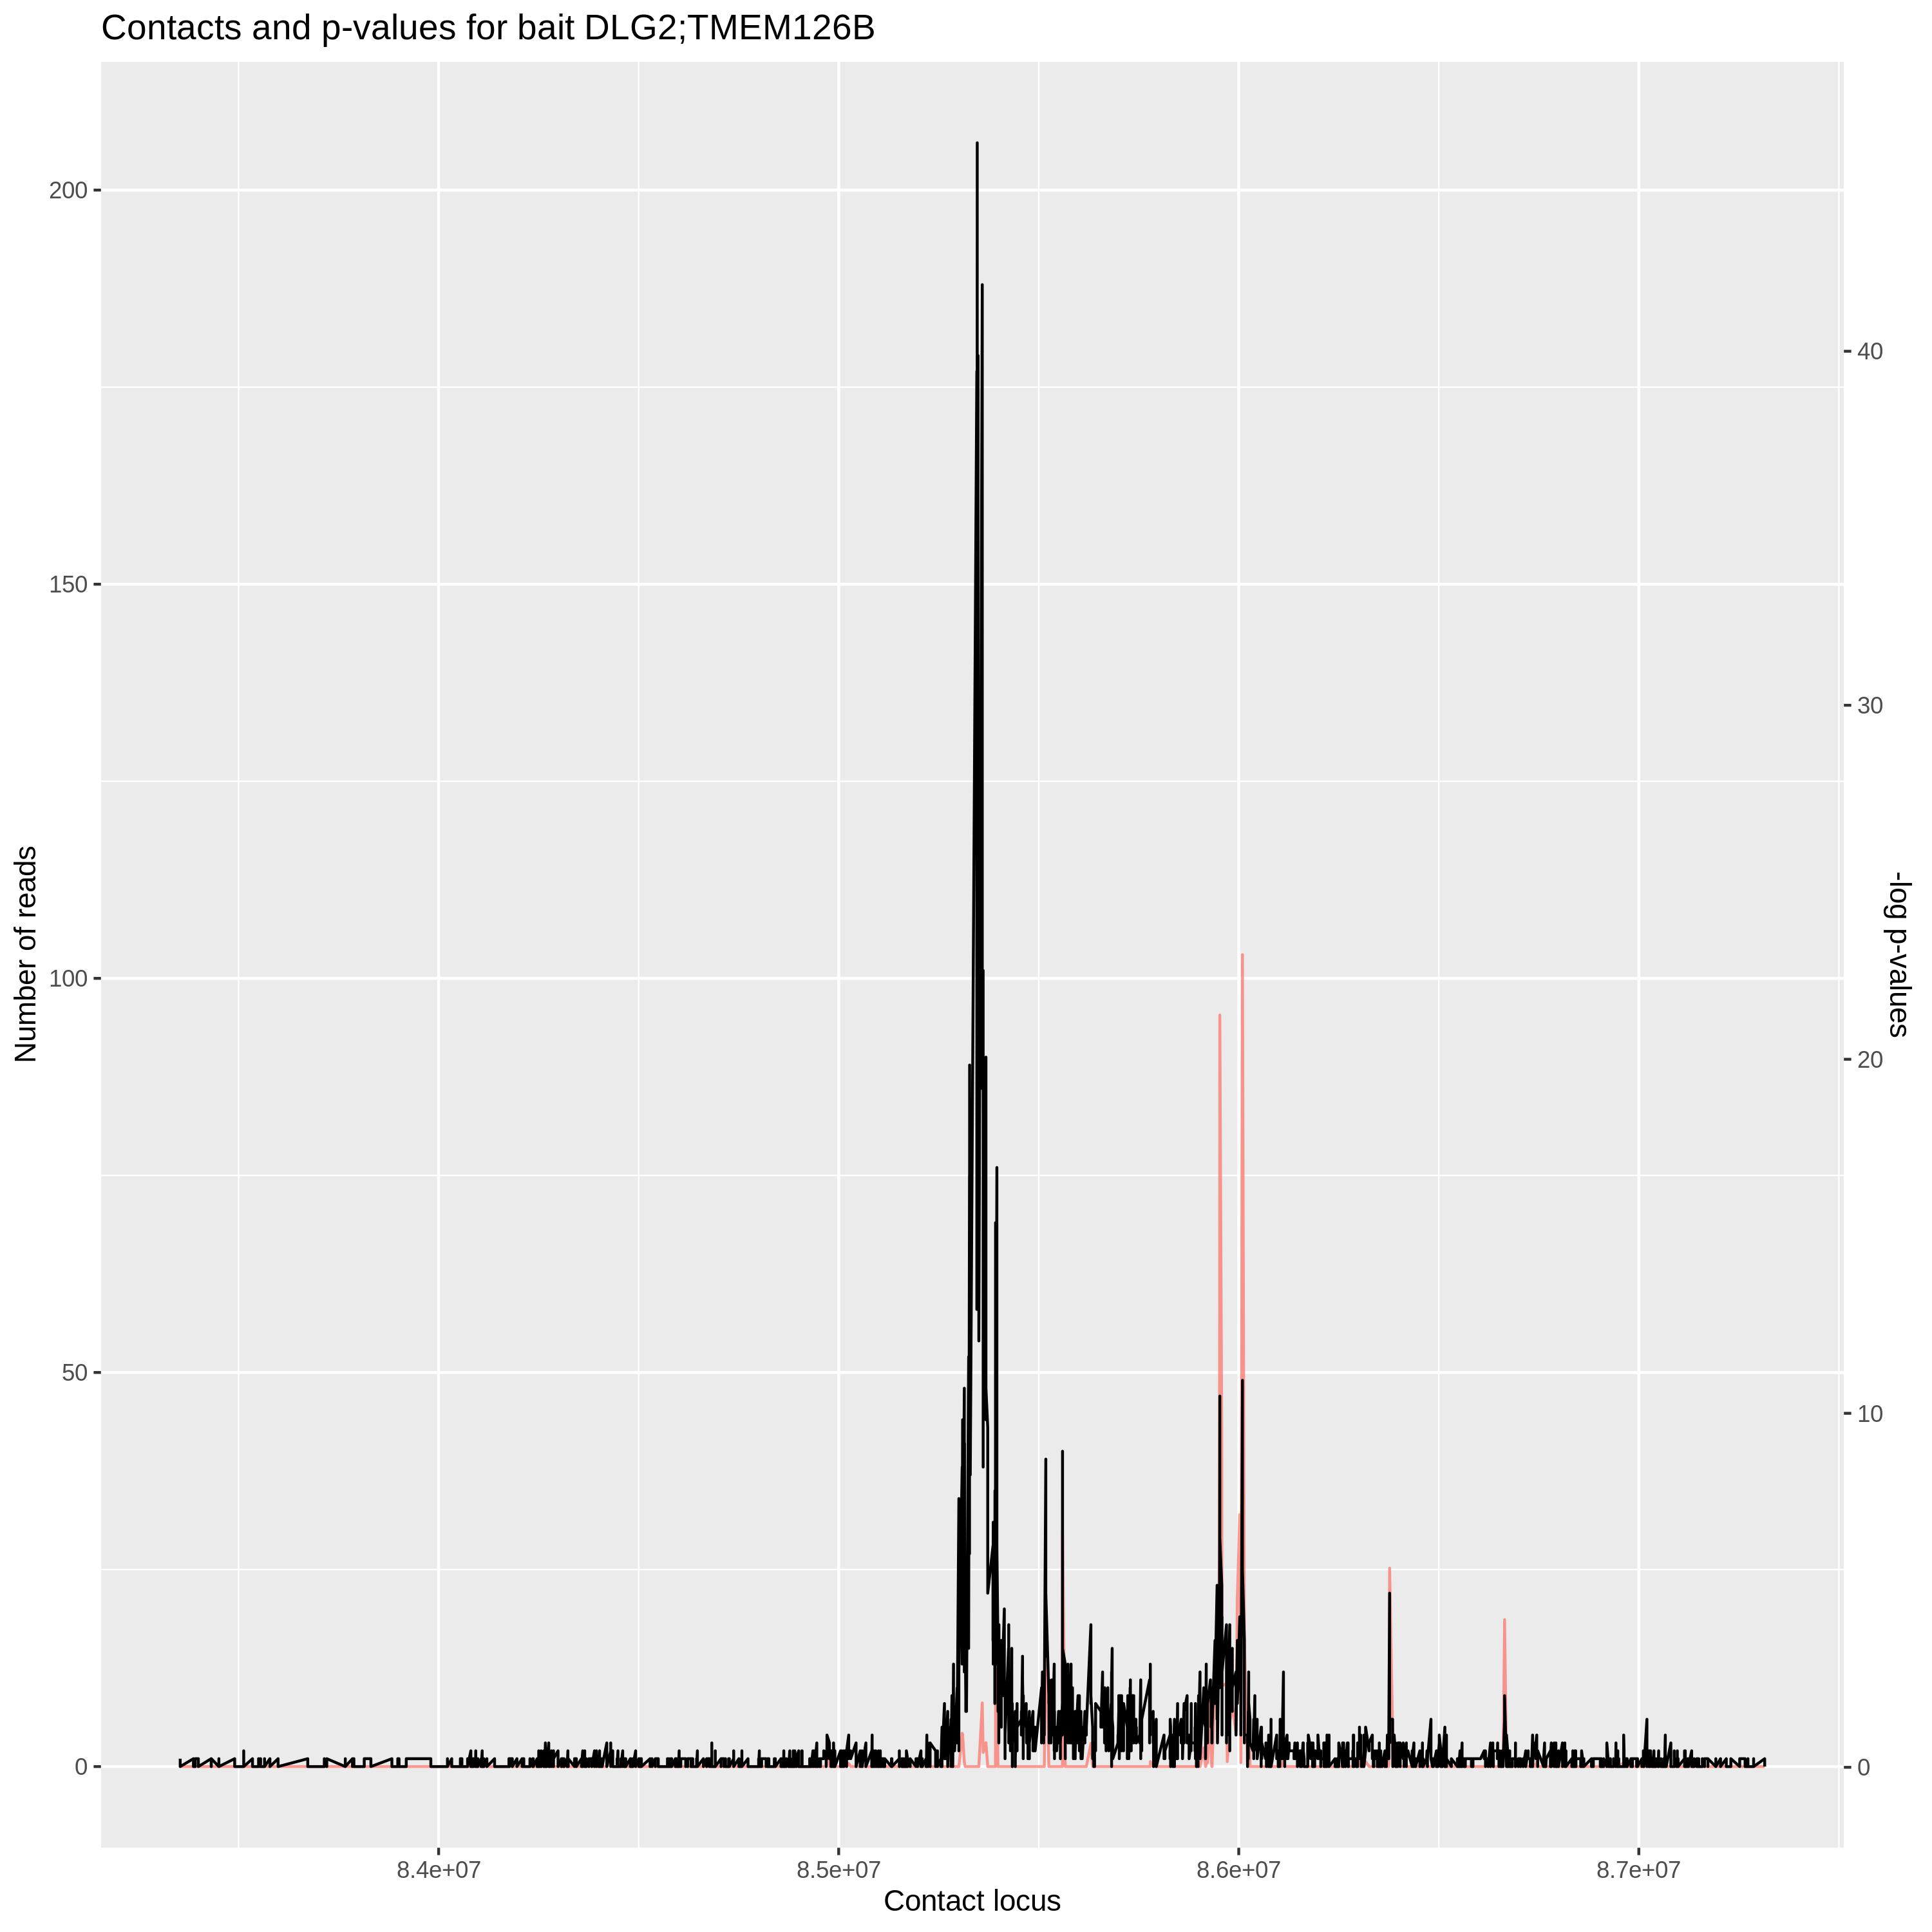 Contacts and p-values for bait DLG2;TMEM126B
200
150
100
50
0
Number of reads
40
30
20
10
0
-log p-values
8.4e+07
8.5e+07
8.6e+07
8.7e+07
Contact locus